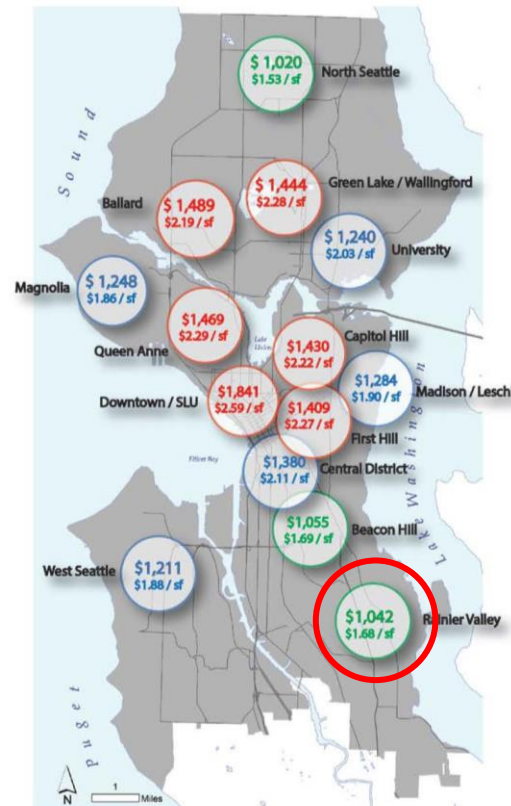 $ 1,020
$1.53 / sf
North Seattle
Sound
$ 1,444
$2.28 / sf
Green Lake / Wallingford
Ballard
$ 1,489
$2.19 / sf
$ 1,240
$2.03 / sf
University
Magnolia
$ 1,248
$1.86 / sf
$1,469
$2.29 / sf
Queen Anne
Lake
Union
Capitol Hill
$1,430
$2.22 / sf
$1,284
$1.90 / sf
Madison / Lesch
Downtown / SLU
$1,841
$2.59 / sf
$1,409
$2.27 / sf
First Hill
Elliott Bay
$1,380
$2.11 / sf
Central District
Lake Washington
$1,055
$1.69 / sf
Beacon Hill
West Seattle
$1,211
$1.88 / sf
$1,042
$1.68 / sf
Rainier Valley
Puget
N
1
Miles